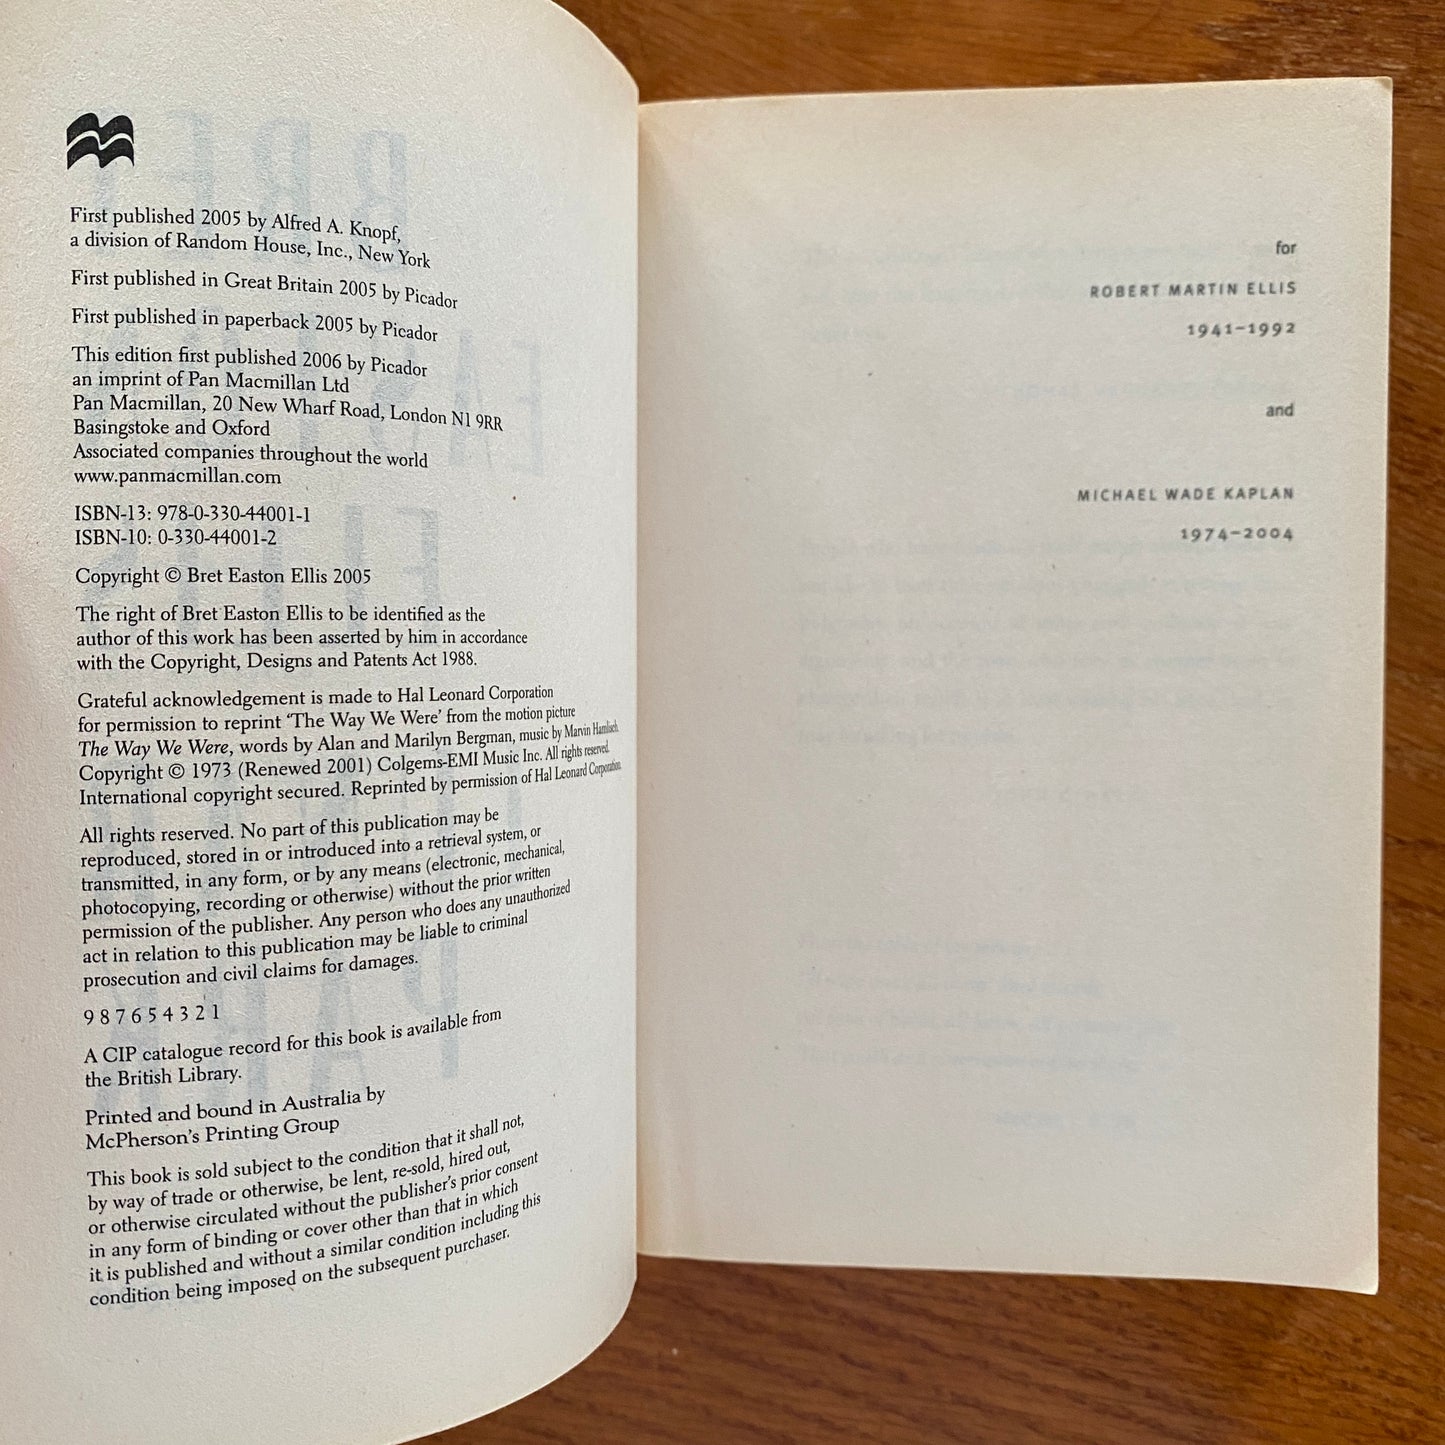 First published 2005 by Alfred A. Knopf,
a division of Random House, Inc., New York
First published in Great Britain 2005 by Picador
First published in paperback 2005 by Picador
This edition first published 2006 by Picador
an imprint of Pan Macmillan Ltd
Pan Macmillan, 20 New Wharf Road, London N1 9RR
Basingstoke and Oxford
Associated companies throughout the world
www.panmacmillan.com
ISBN-13: 978-0-330-44001-1
ISBN-10: 0-330-44001-2
Copyright © Bret Easton Ellis 2005
The right of Bret Easton Ellis to be identified as the
author of this work has been asserted by him in accordance
with the Copyright, Designs and Patents Act 1988.
Grateful acknowledgement is made to Hal Leonard Corporation
for permission to reprint ‘The Way We Were’ from the motion picture
The Way We Were, words by Alan and Marilyn Bergman, music by Marvin Hamlisch.
Copyright © 1973 (Renewed 2001) Colgems-EMI Music Inc. All rights reserved.
International copyright secured. Reprinted by permission of Hal Leonard Corporation.
All rights reserved. No part of this publication may be
reproduced, stored in or introduced into a retrieval system, or
transmitted, in any form, or by any means (electronic, mechanical,
photocopying, recording or otherwise) without the prior written
permission of the publisher. Any person who does any unauthorized
act in relation to this publication may be liable to criminal
prosecution and civil claims for damages.
9 8 7 6 5 4 3 2 1
A CIP catalogue record for this book is available from
the British Library.
Printed and bound in Australia by
McPherson’s Printing Group
This book is sold subject to the condition that it shall not,
by way of trade or otherwise, be lent, re-sold, hired out,
or otherwise circulated without the publisher’s prior consent
in any form of binding or cover other than that in which
it is published and without a similar condition including this
condition being imposed on the subsequent purchaser.
for
ROBERT MARTIN ELLIS
1941–1992
and
MICHAEL WADE KAPLAN
1974–2004